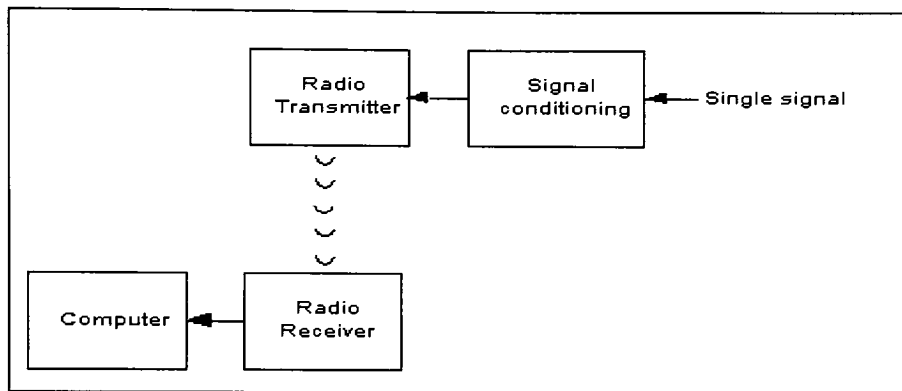 Radio
Transmitter
Signal
conditioning
Single signal
Computer
Radio
Receiver